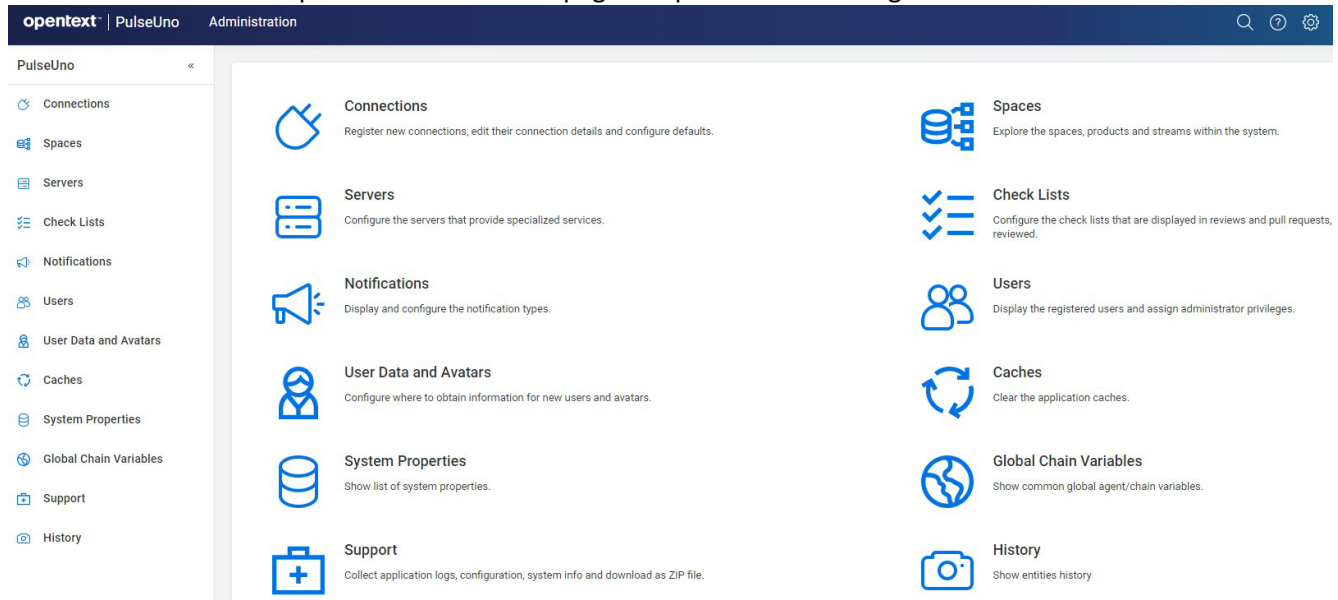 opentext™ | PulseUno Administration
PulseUno «
Connections
Spaces
Servers
Check Lists
Notifications
Users
User Data and Avatars
Caches
System Properties
Global Chain Variables
Support
History
Connections
Register new connections, edit their connection details and configure defaults.
Spaces
Explore the spaces, products and streams within the system.
Servers
Configure the servers that provide specialized services.
Check Lists
Configure the check lists that are displayed in reviews and pull requests,
reviewed.
Notifications
Display and configure the notification types.
Users
Display the registered users and assign administrator privileges.
User Data and Avatars
Configure where to obtain information for new users and avatars.
Caches
Clear the application caches.
System Properties
Show list of system properties.
Global Chain Variables
Show common global agent/chain variables.
Support
Collect application logs, configuration, system info and download as ZIP file.
History
Show entities history